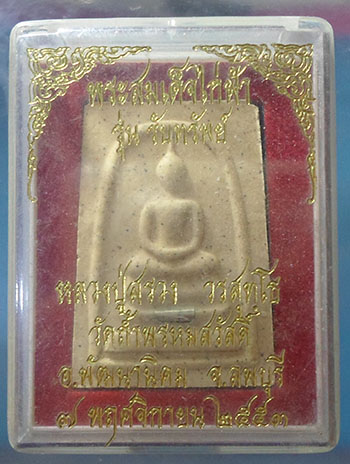 พระสมเด็จไก่ฟ้า
รุ่น รับทรัพย์
หลวงปู่สรวง วรสุทฺโธ
วัดถ้ำพรหมสวัสดิ์
อ.พัฒนานิคม จ.ลพบุรี
๗ พฤศจิกายน ๒๕๕๓